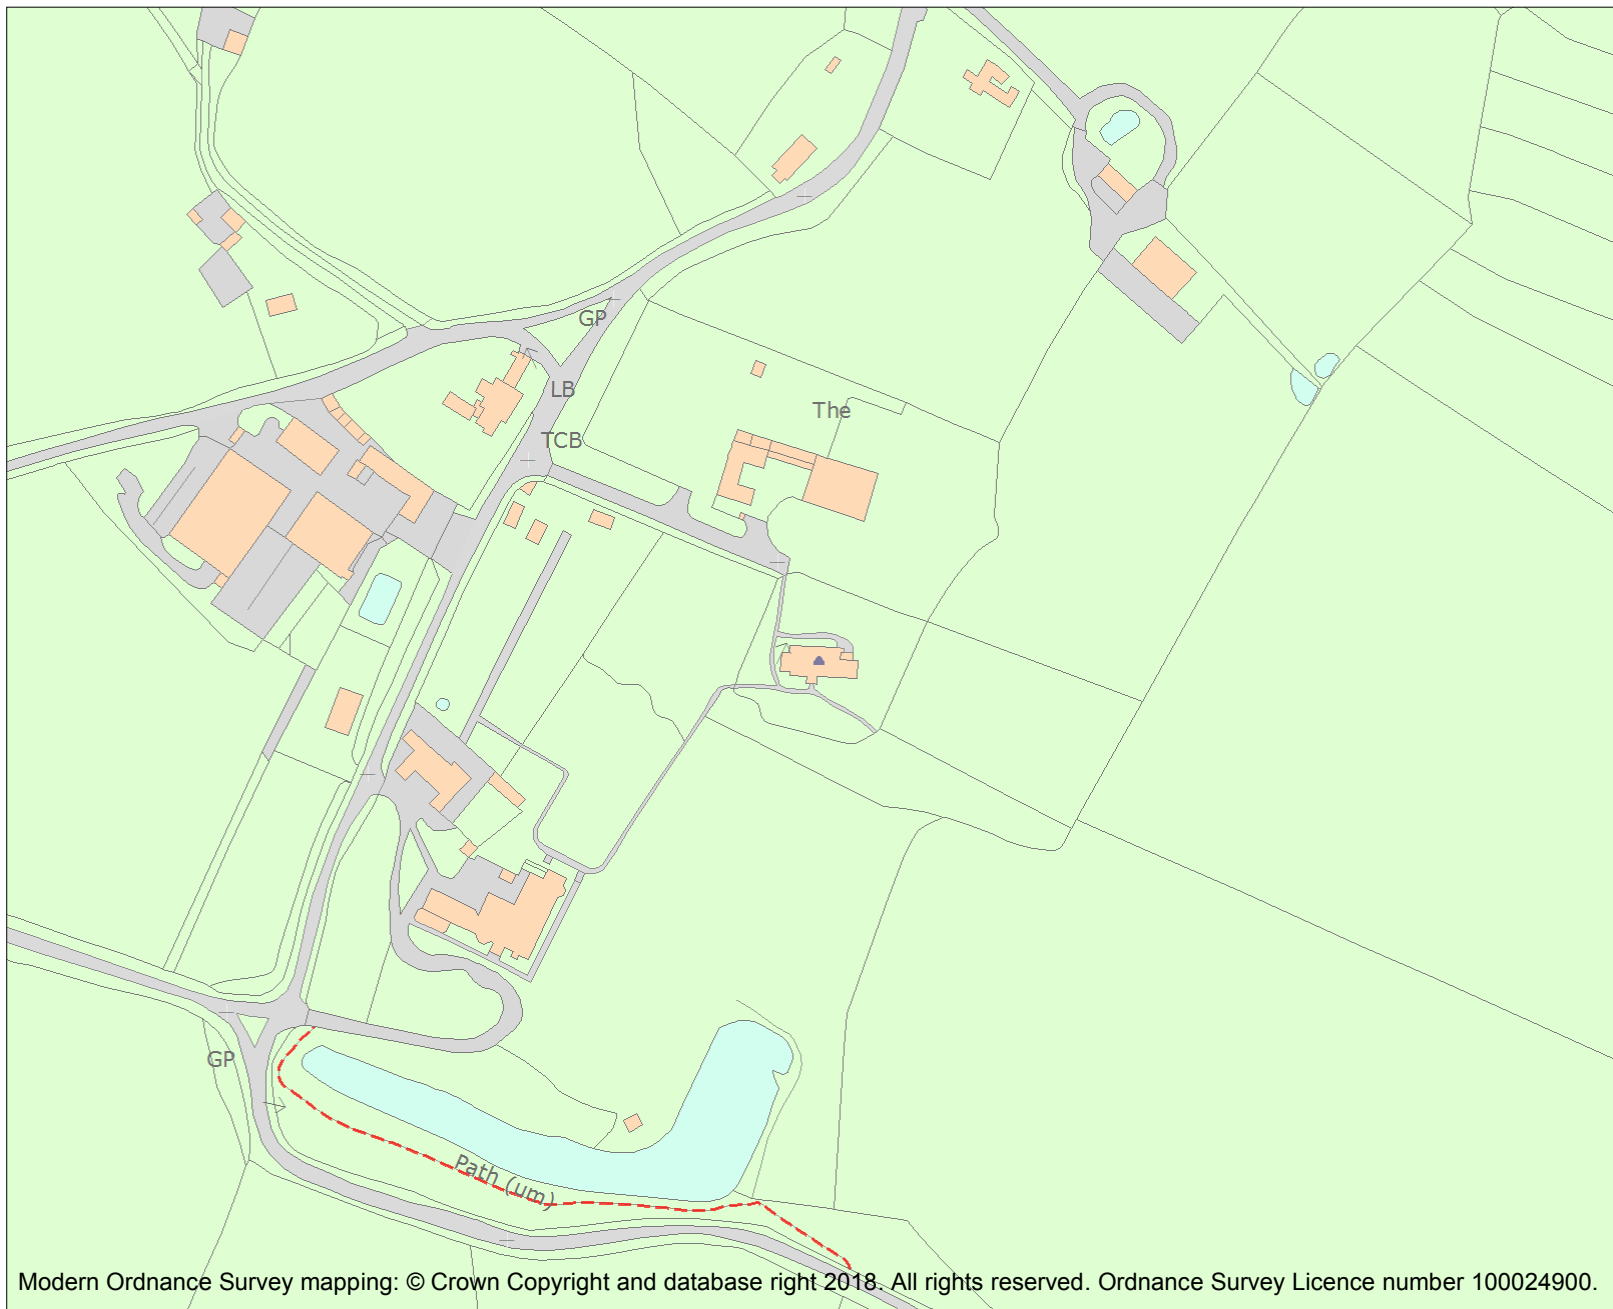 GP
LB
The
TCB
GP
Path (um)
Modern Ordnance Survey mapping: © Crown Copyright and database right 2018. All rights reserved. Ordnance Survey Licence number 100024900.